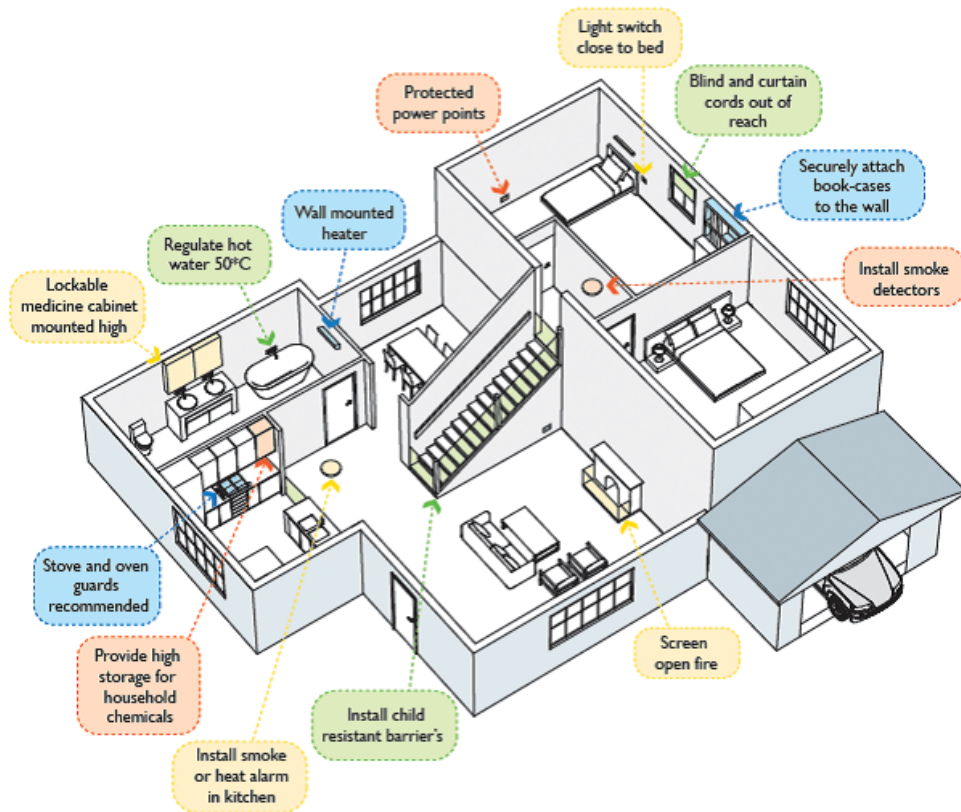 Light switch
close to bed
Protected
power points
Blind and curtain
cords out of
reach
Securely attach
book-cases
to the wall
Wall mounted
heater
Regulate hot
water 50°C
Lockable
medicine cabinet
mounted high
Install smoke
detectors
Stove and oven
guards
recommended
Provide high
storage for
household
chemicals
Install smoke
or heat alarm
in kitchen
Install child
resistant barrier's
Screen
open fire